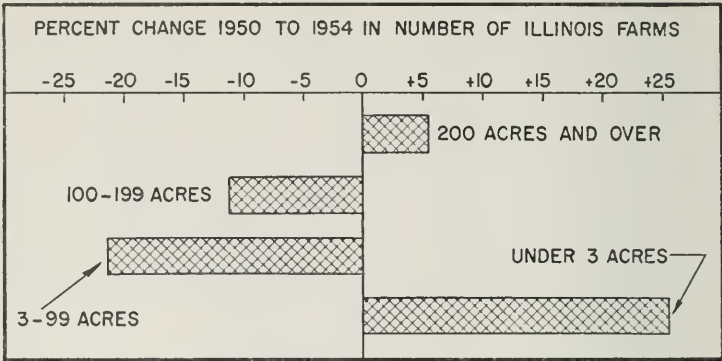 PERCENT CHANGE 1950 TO 1954 IN NUMBER OF ILLINOIS FARMS
-25 -20 -15 -10 -5 0 +5 +10 +15 +20 +25
200 ACRES AND OVER
100-199 ACRES
UNDER 3 ACRES
3-99 ACRES